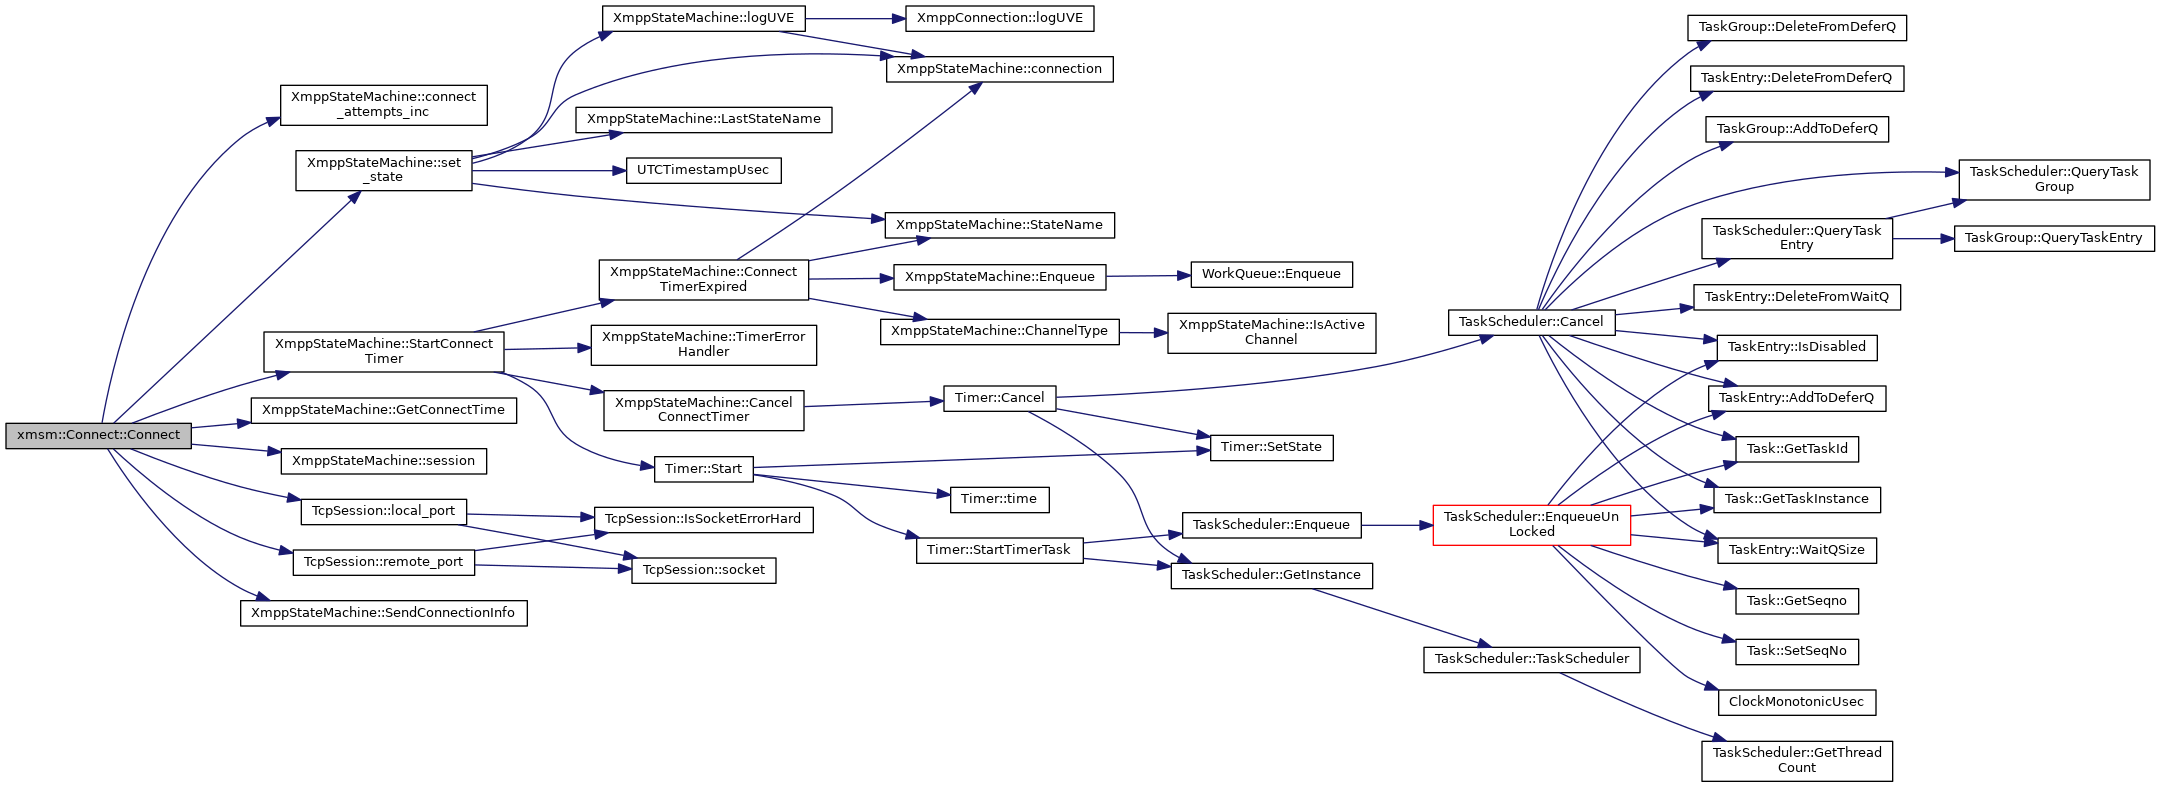 xmsm::Connect::Connect
XmppStateMachine::connect
_attempts_inc
XmppStateMachine::set
_state
XmppStateMachine::StartConnect
Timer
XmppStateMachine::GetConnectTime
XmppStateMachine::session
TcpSession::local_port
TcpSession::remote_port
XmppStateMachine::SendConnectionInfo
XmppStateMachine::logUVE
XmppStateMachine::LastStateName
UTCTimestampUsec
XmppStateMachine::Connect
TimerExpired
XmppStateMachine::TimerError
Handler
XmppStateMachine::Cancel
ConnectTimer
Timer::Start
TcpSession::IsSocketErrorHard
TcpSession::socket
XmppConnection::logUVE
XmppStateMachine::connection
XmppStateMachine::StateName
XmppStateMachine::Enqueue
XmppStateMachine::ChannelType
Timer::Cancel
Timer::time
Timer::StartTimerTask
WorkQueue::Enqueue
XmppStateMachine::IsActive
Channel
Timer::SetState
TaskScheduler::Enqueue
TaskScheduler::GetInstance
TaskScheduler::Cancel
TaskScheduler::EnqueueUn
Locked
TaskScheduler::TaskScheduler
TaskGroup::DeleteFromDeferQ
TaskEntry::DeleteFromDeferQ
TaskGroup::AddToDeferQ
TaskScheduler::QueryTask
Entry
TaskEntry::DeleteFromWaitQ
TaskEntry::IsDisabled
TaskEntry::AddToDeferQ
Task::GetTaskId
Task::GetTaskInstance
TaskEntry::WaitQSize
Task::GetSeqno
Task::SetSeqNo
ClockMonotonicUsec
TaskScheduler::GetThread
Count
TaskScheduler::QueryTask
Group
TaskGroup::QueryTaskEntry